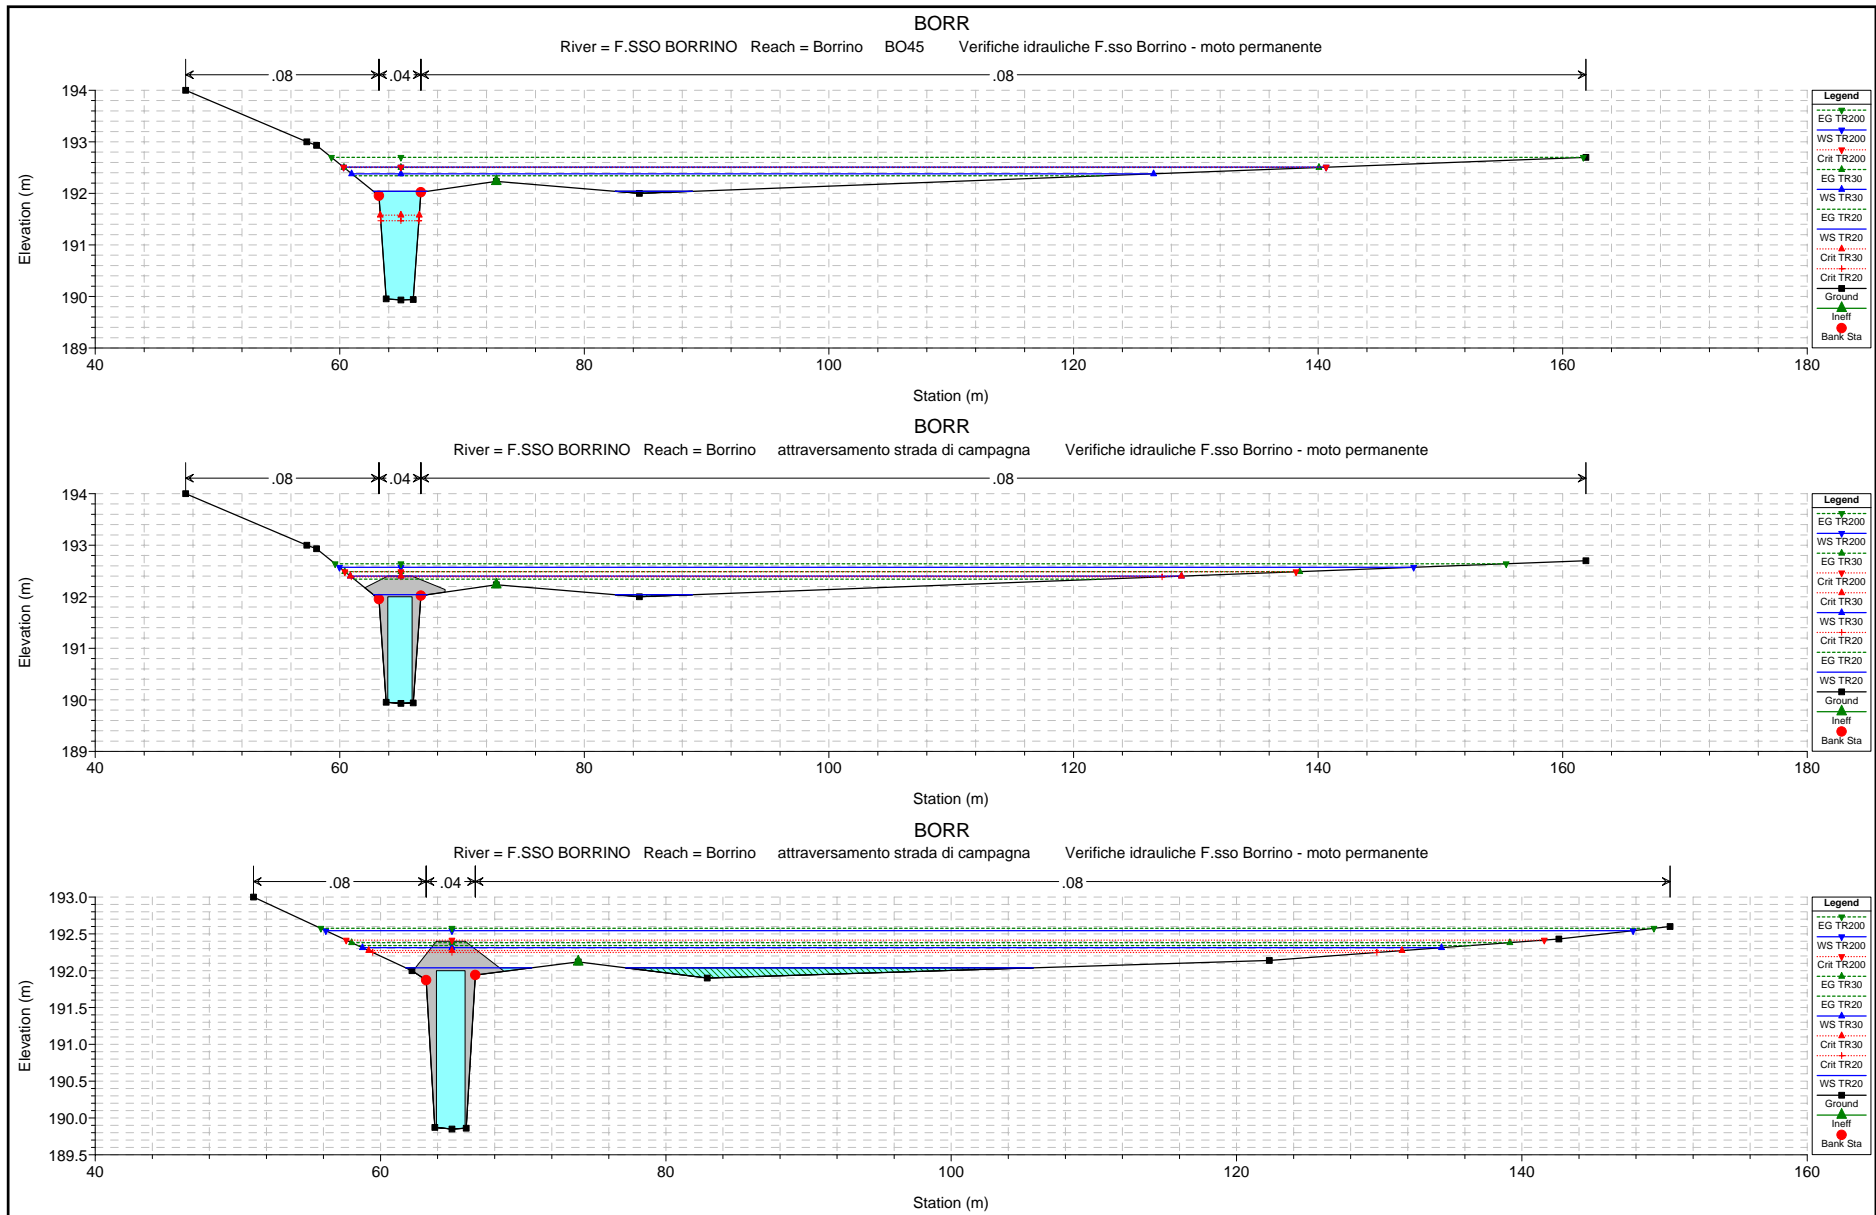 BORR
River = F.SSO BORRINO Reach = Borrino BO45 Verifiche idrauliche F.sso Borrino - moto permanente
.08 .04 .08
194
193
192
191
190
189
Elevation (m)
40 60 80 100 120 140 160 180
Station (m)
Legend
EG TR200
WS TR200
Crit TR200
EG TR30
WS TR30
EG TR20
WS TR20
Crit TR30
Crit TR20
Ground
Ineff
Bank Sta
BORR
River = F.SSO BORRINO Reach = Borrino attraversamento strada di campagna Verifiche idrauliche F.sso Borrino - moto permanente
.08 .04 .08
194
193
192
191
190
189
Elevation (m)
40 60 80 100 120 140 160 180
Station (m)
Legend
EG TR200
WS TR200
EG TR30
Crit TR200
Crit TR30
WS TR30
Crit TR20
EG TR20
WS TR20
Ground
Ineff
Bank Sta
BORR
River = F.SSO BORRINO Reach = Borrino attraversamento strada di campagna Verifiche idrauliche F.sso Borrino - moto permanente
.08 .04 .08
193.0
192.5
192.0
191.5
191.0
190.5
190.0
189.5
Elevation (m)
40 60 80 100 120 140 160
Station (m)
Legend
EG TR200
WS TR200
Crit TR200
EG TR30
EG TR20
WS TR30
Crit TR30
Crit TR20
WS TR20
Ground
Ineff
Bank Sta